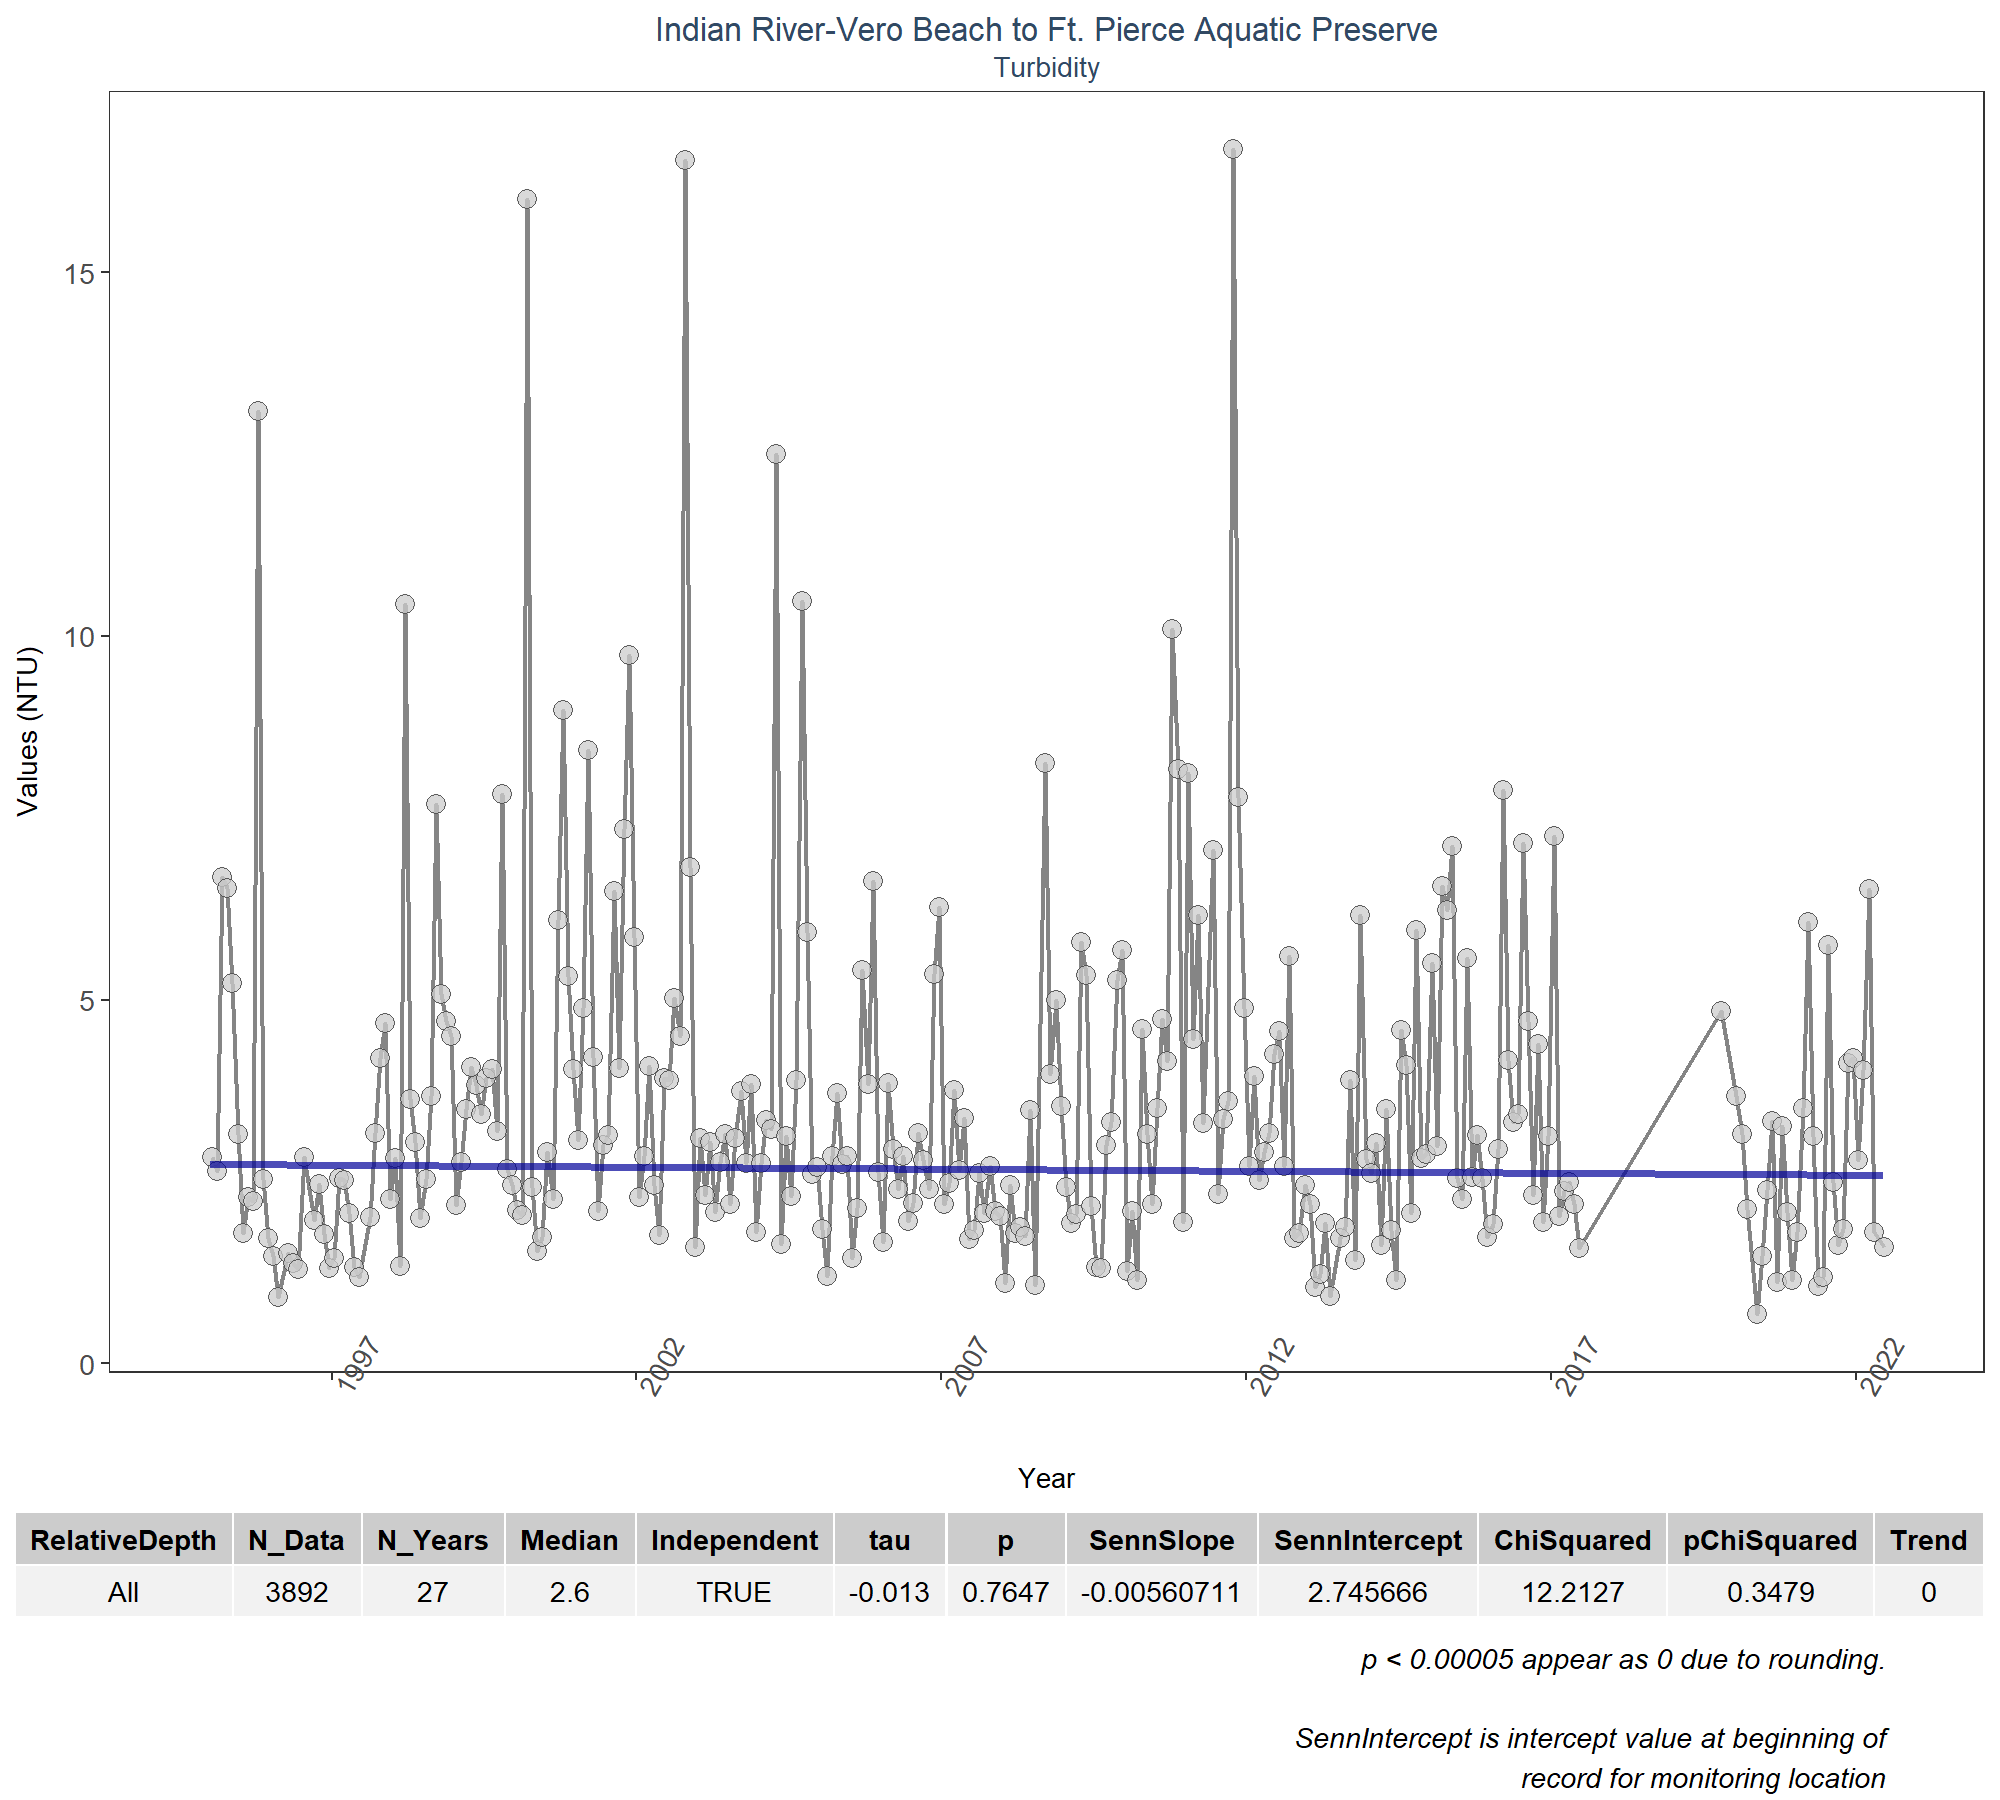 Indian River-Vero Beach to Ft. Pierce Aquatic Preserve
Turbidity
Values (NTU)
15
10
5
0
1997
2002
2007
2012
2017
2022
Year
RelativeDepth N_Data N_Years Median Independent tau p SennSlope SennIntercept ChiSquared pChiSquared Trend
All 3892 27 2.6 TRUE -0.013 0.7647 -0.00560711 2.745666 12.2127 0.3479 0
p < 0.00005 appear as 0 due to rounding.
SennIntercept is intercept value at beginning of
record for monitoring location